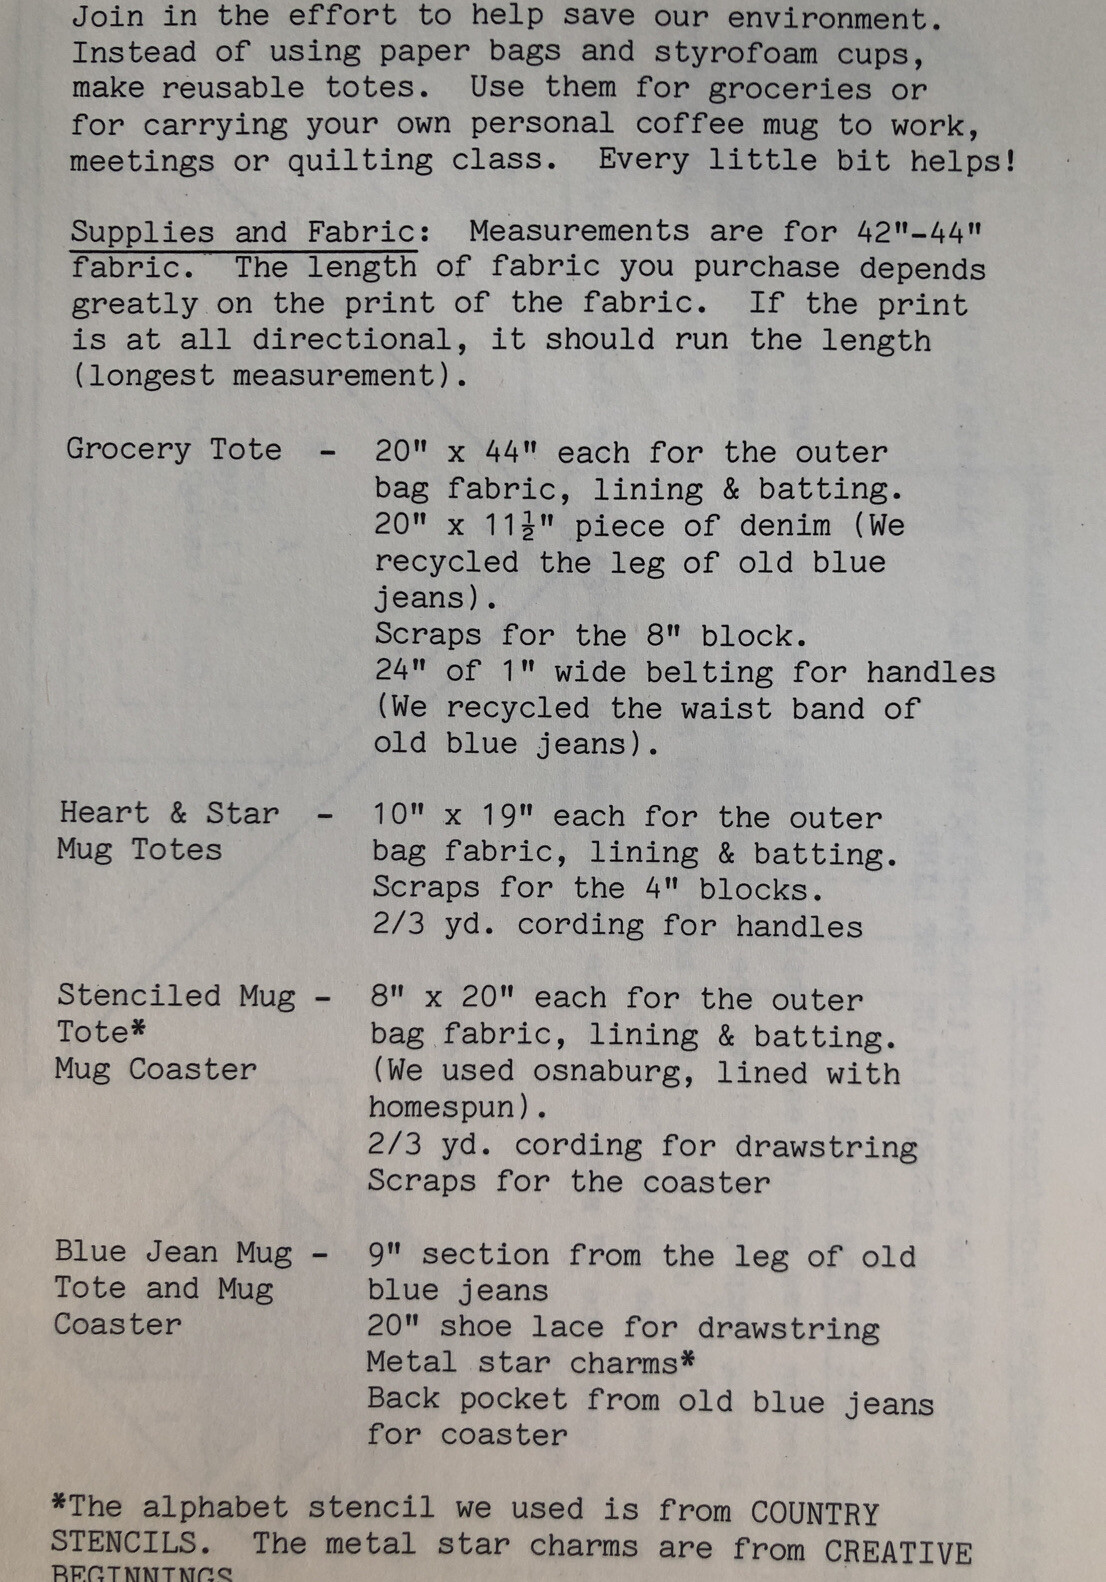 Join in the effort to help save our environment.
Instead of using paper bags and styrofoam cups,
make reusable totes.  Use them for groceries or
for carrying your own personal coffee mug to work,
meetings or quilting class.  Every little bit helps!
Supplies and Fabric:  Measurements are for 42"-44"
fabric.  The length of fabric you purchase depends
greatly on the print of the fabric.  If the print
is at all directional, it should run the length
(longest measurement).
Grocery Tote  -  20" x 44" each for the outer
bag fabric, lining & batting.
20" x 11½" piece of denim (We
recycled the leg of old blue
jeans).
Scraps for the 8" block.
24" of 1" wide belting for handles
(We recycled the waist band of
old blue jeans).
Heart & Star  -  10" x 19" each for the outer
Mug Totes  bag fabric, lining & batting.
Scraps for the 4" blocks.
2/3 yd. cording for handles
Stenciled Mug -  8" x 20" each for the outer
Tote*  bag fabric, lining & batting.
Mug Coaster  (We used osnaburg, lined with
homespun).
2/3 yd. cording for drawstring
Scraps for the coaster
Blue Jean Mug -  9" section from the leg of old
Tote and Mug  blue jeans
Coaster  20" shoe lace for drawstring
Metal star charms*
Back pocket from old blue jeans
for coaster
*The alphabet stencil we used is from COUNTRY
STENCILS.  The metal star charms are from CREATIVE
BEGINNINGS